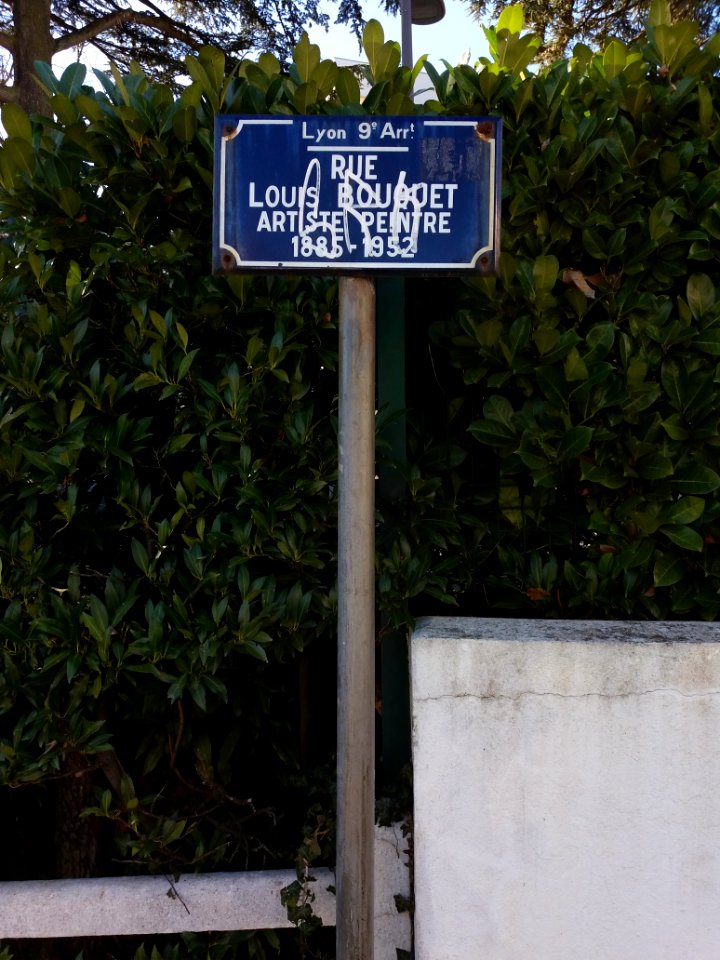 Lyon 9e Arrt
RUE
LOUIS BOUQUET
ARTISTE PEINTRE
1885-1952